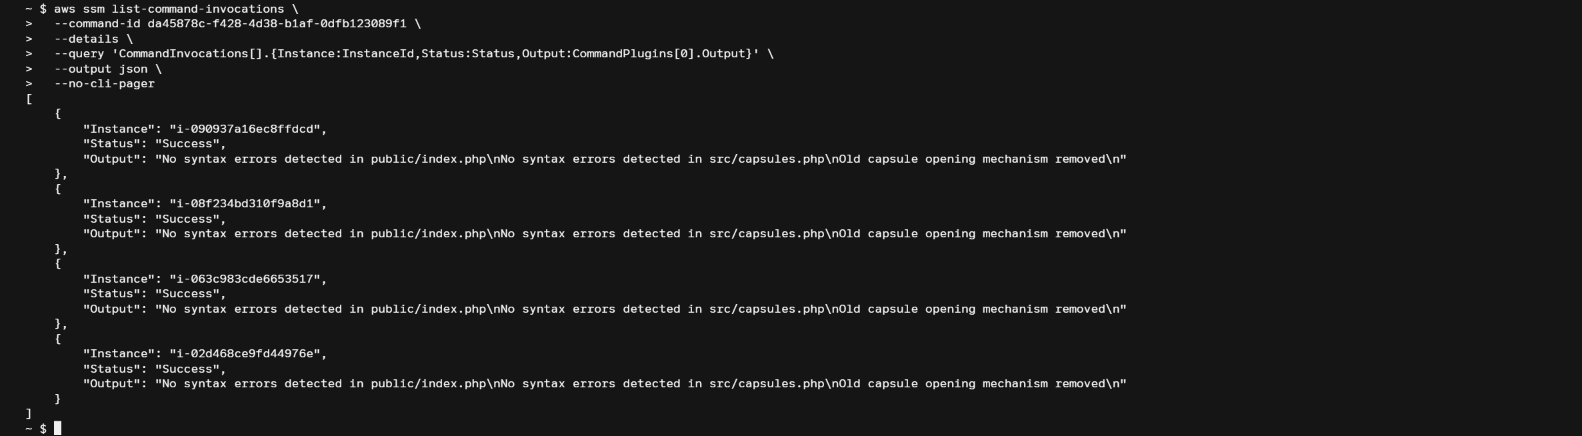 ~ $ aws ssm list-command-invocations \
>   --command-id da45878c-f428-4d38-b1af-0dfb123089f1 \
>   --details \
>   --query 'CommandInvocations[].{Instance:InstanceId,Status:Status,Output:CommandPlugins[0].Output}' \
>   --output json \
>   --no-cli-pager
[
    {
        "Instance": "i-090937a16ec8ffdcd",
        "Status": "Success",
        "Output": "No syntax errors detected in public/index.php\nNo syntax errors detected in src/capsules.php\nOld capsule opening mechanism removed\n"
    },
    {
        "Instance": "i-08f234bd310f9a8d1",
        "Status": "Success",
        "Output": "No syntax errors detected in public/index.php\nNo syntax errors detected in src/capsules.php\nOld capsule opening mechanism removed\n"
    },
    {
        "Instance": "i-063c983cde6653517",
        "Status": "Success",
        "Output": "No syntax errors detected in public/index.php\nNo syntax errors detected in src/capsules.php\nOld capsule opening mechanism removed\n"
    },
    {
        "Instance": "i-02d468ce9fd44976e",
        "Status": "Success",
        "Output": "No syntax errors detected in public/index.php\nNo syntax errors detected in src/capsules.php\nOld capsule opening mechanism removed\n"
    }
]
~ $